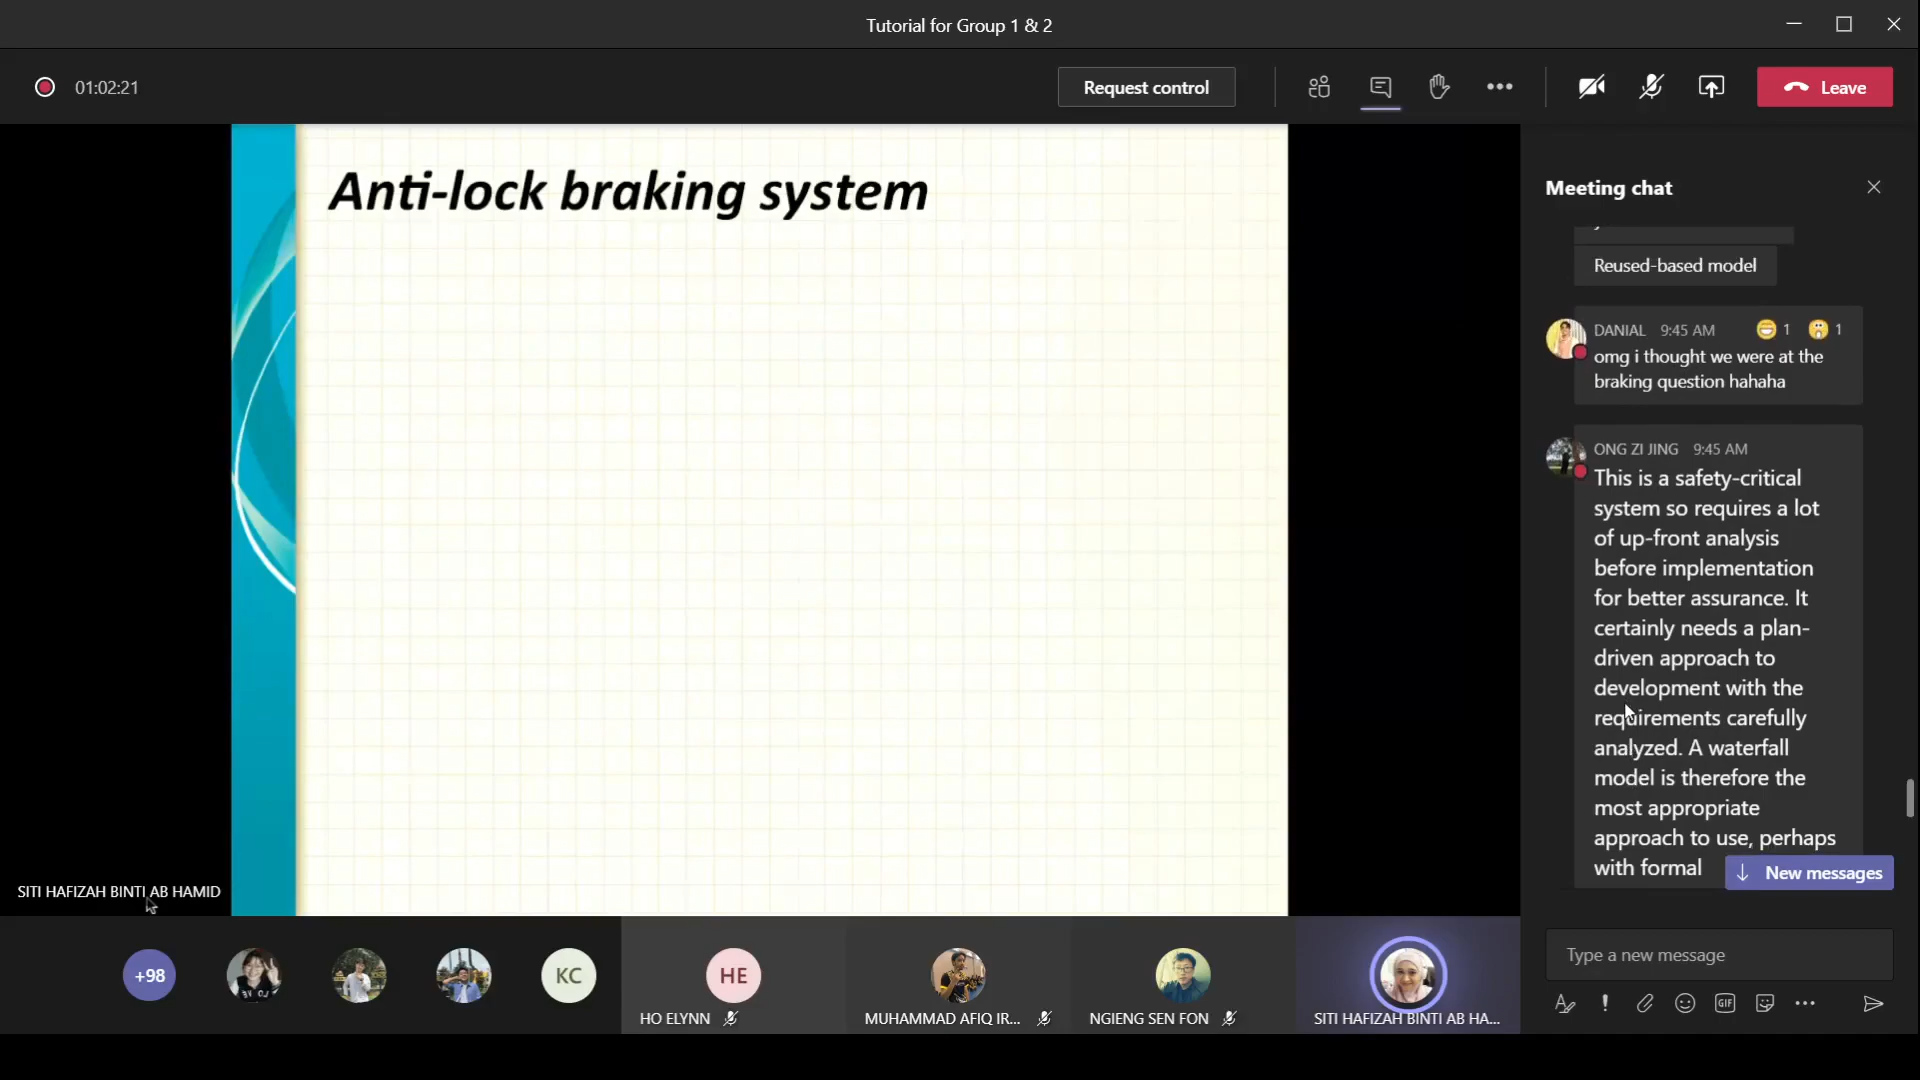 Tutorial for Group 1 & 2
01:02:21
Request control
Leave
Anti-lock braking system
Meeting chat
Reused-based model
DANIAL 9:45 AM 1 1
omg i thought we were at the
braking question hahaha
ONG ZI JING 9:45 AM
This is a safety-critical
system so requires a lot
of up-front analysis
before implementation
for better assurance. It
certainly needs a plan-
driven approach to
development with the
requirements carefully
analyzed. A waterfall
model is therefore the
most appropriate
approach to use, perhaps
with formal
New messages
SITI HAFIZAH BINTI AB HAMID
+98
KC
HE
HO ELYNN
MUHAMMAD AFIQ IR...
NGIENG SEN FON
SITI HAFIZAH BINTI AB HA...
Type a new message
GIF